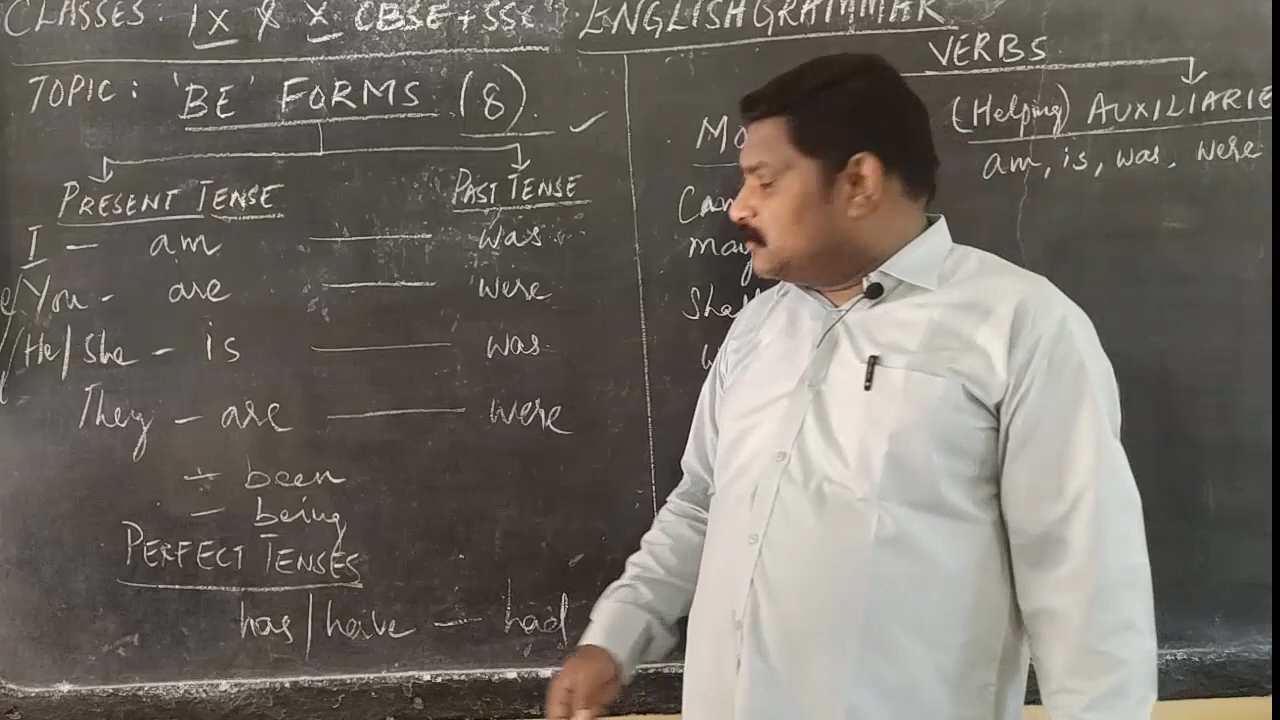 CLASSES: IX & X CBSE+SSC ENGLISH GRAMMAR
TOPIC: 'BE' FORMS (8).
PRESENT TENSE PAST TENSE
I - am was
You - are were
He/She - is was
They - are were
been
- being
PERFECT TENSES
has/have - had
VERBS
(Helping) AUXILIARIE
am, is, was, were
Can
may